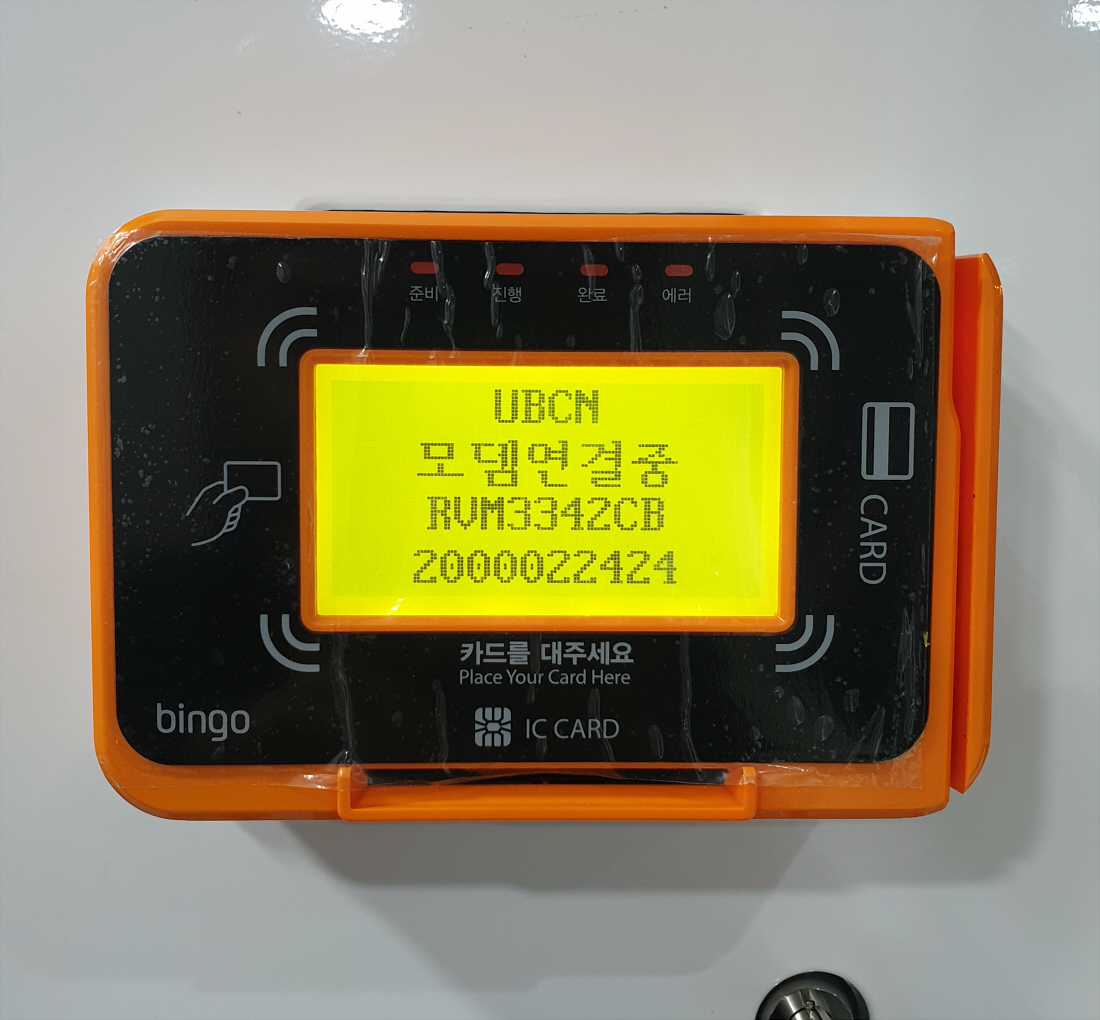 준비 진행 완료 에러
UBCN
모뎀연결중
RVM3342CB
2000022424
CARD
카드를 대주세요
Place Your Card Here
bingo
IC CARD